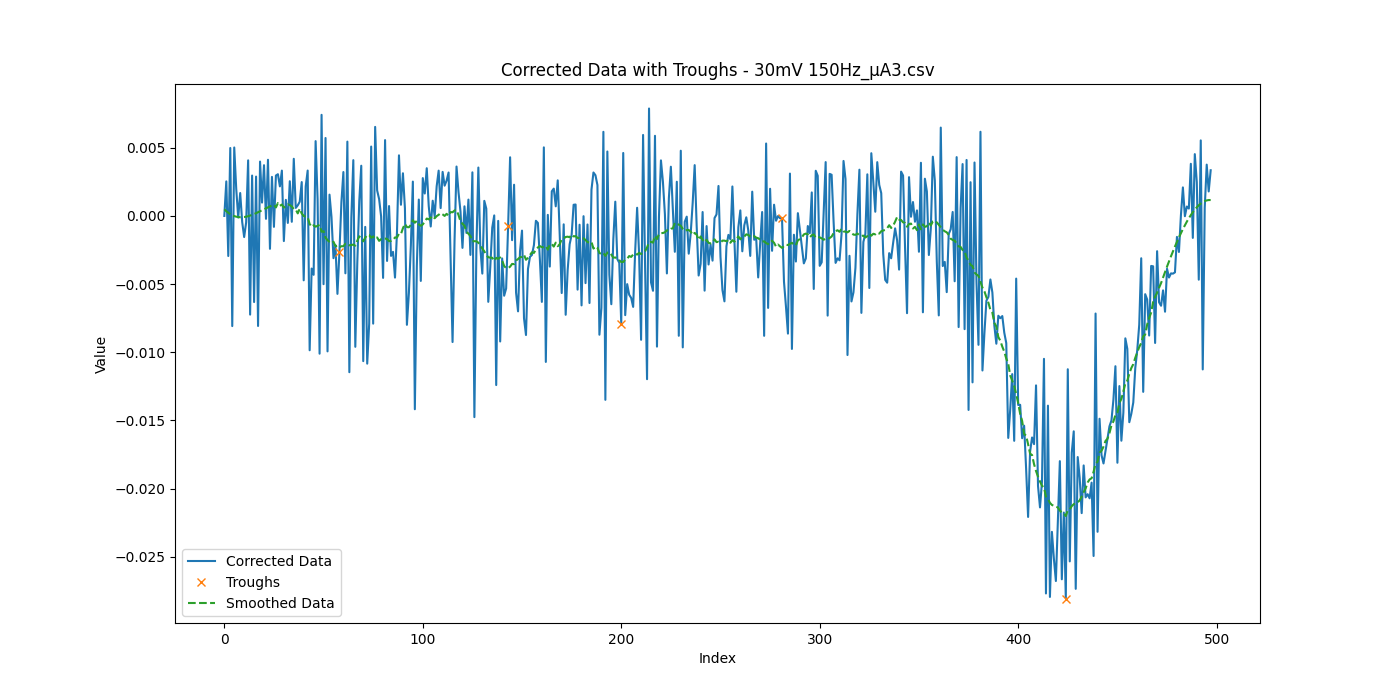 Corrected Data with Troughs - 30mV 150Hz_μA3.csv
Value
0.005
0.000
−0.005
−0.010
−0.015
−0.020
−0.025
Corrected Data
Troughs
Smoothed Data
0 100 200 300 400 500
Index